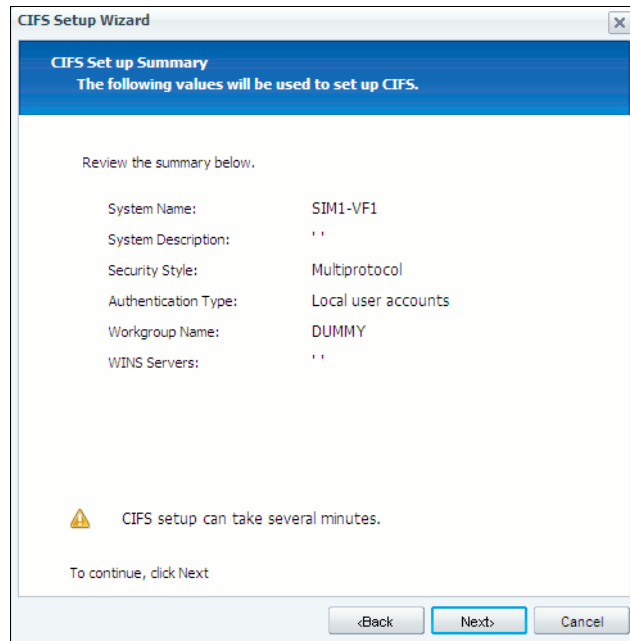 CIFS Setup Wizard
CIFS Set up Summary
The following values will be used to set up CIFS.
Review the summary below.
System Name: SIM1-VF1
System Description: ' '
Security Style: Multiprotocol
Authentication Type: Local user accounts
Workgroup Name: DUMMY
WINS Servers: ' '
CIFS setup can take several minutes.
To continue, click Next
‹Back Next› Cancel